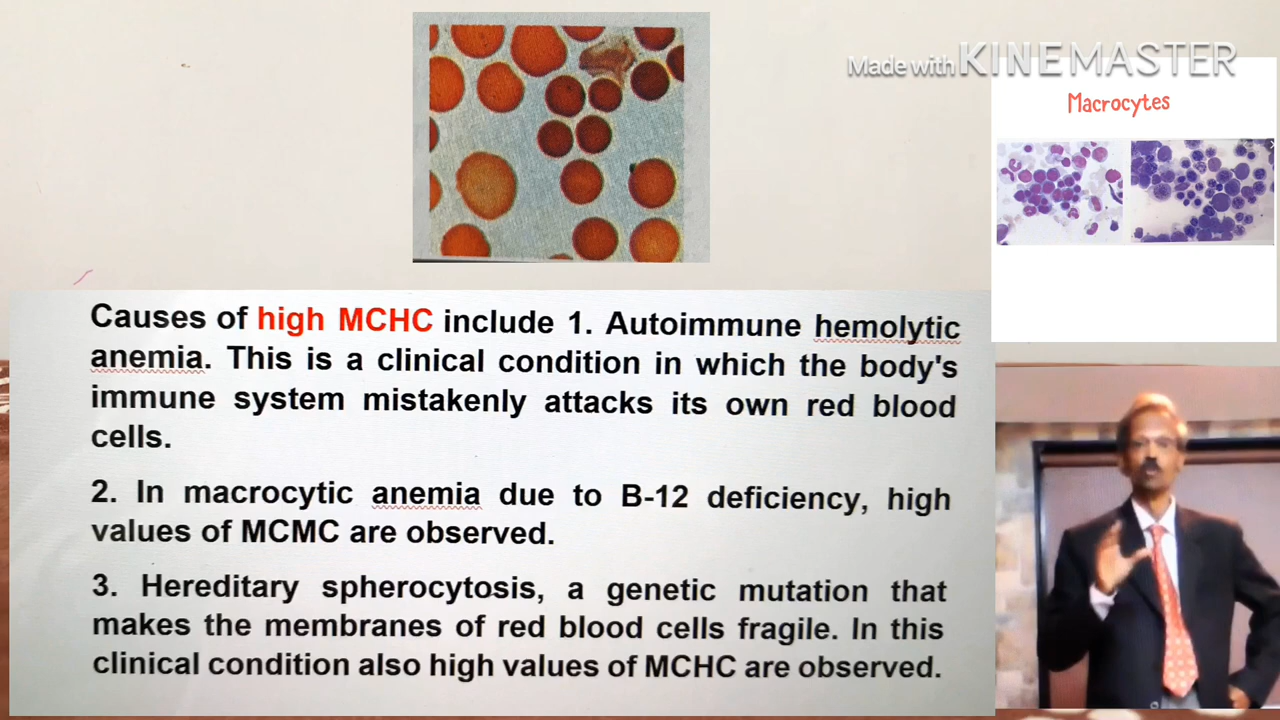 Made with KINEMASTER
Macrocytes
Causes of high MCHC include 1. Autoimmune hemolytic
anemia. This is a clinical condition in which the body's
immune system mistakenly attacks its own red blood
cells.
2. In macrocytic anemia due to B-12 deficiency, high
values of MCMC are observed.
3. Hereditary spherocytosis, a genetic mutation that
makes the membranes of red blood cells fragile. In this
clinical condition also high values of MCHC are observed.